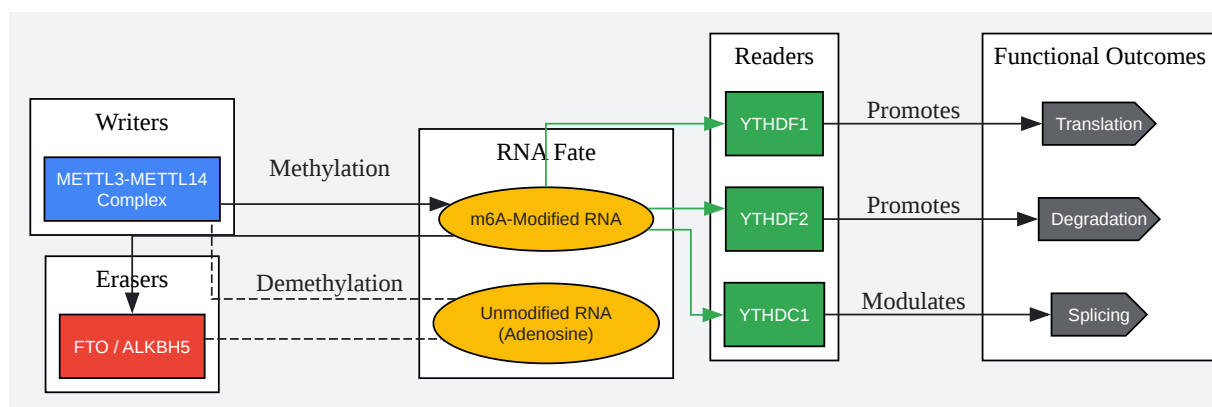 Writers
METTL3-METTL14
Complex
Erasers
FTO / ALKBH5
Methylation
Demethylation
RNA Fate
m6A-Modified RNA
Unmodified RNA
(Adenosine)
Readers
YTHDF1
YTHDF2
YTHDC1
Promotes
Promotes
Modulates
Functional Outcomes
Translation
Degradation
Splicing